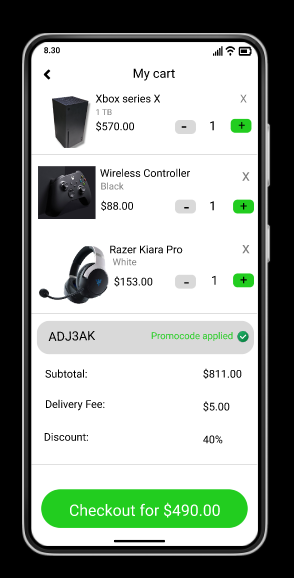 8.30
My cart
Xbox series X X
1 TB
$570.00 - 1 +
Wireless Controller X
Black
$88.00 - 1 +
Razer Kiara Pro X
White
$153.00 - 1 +
ADJ3AK Promocode applied
Subtotal: $811.00
Delivery Fee: $5.00
Discount: 40%
Checkout for $490.00